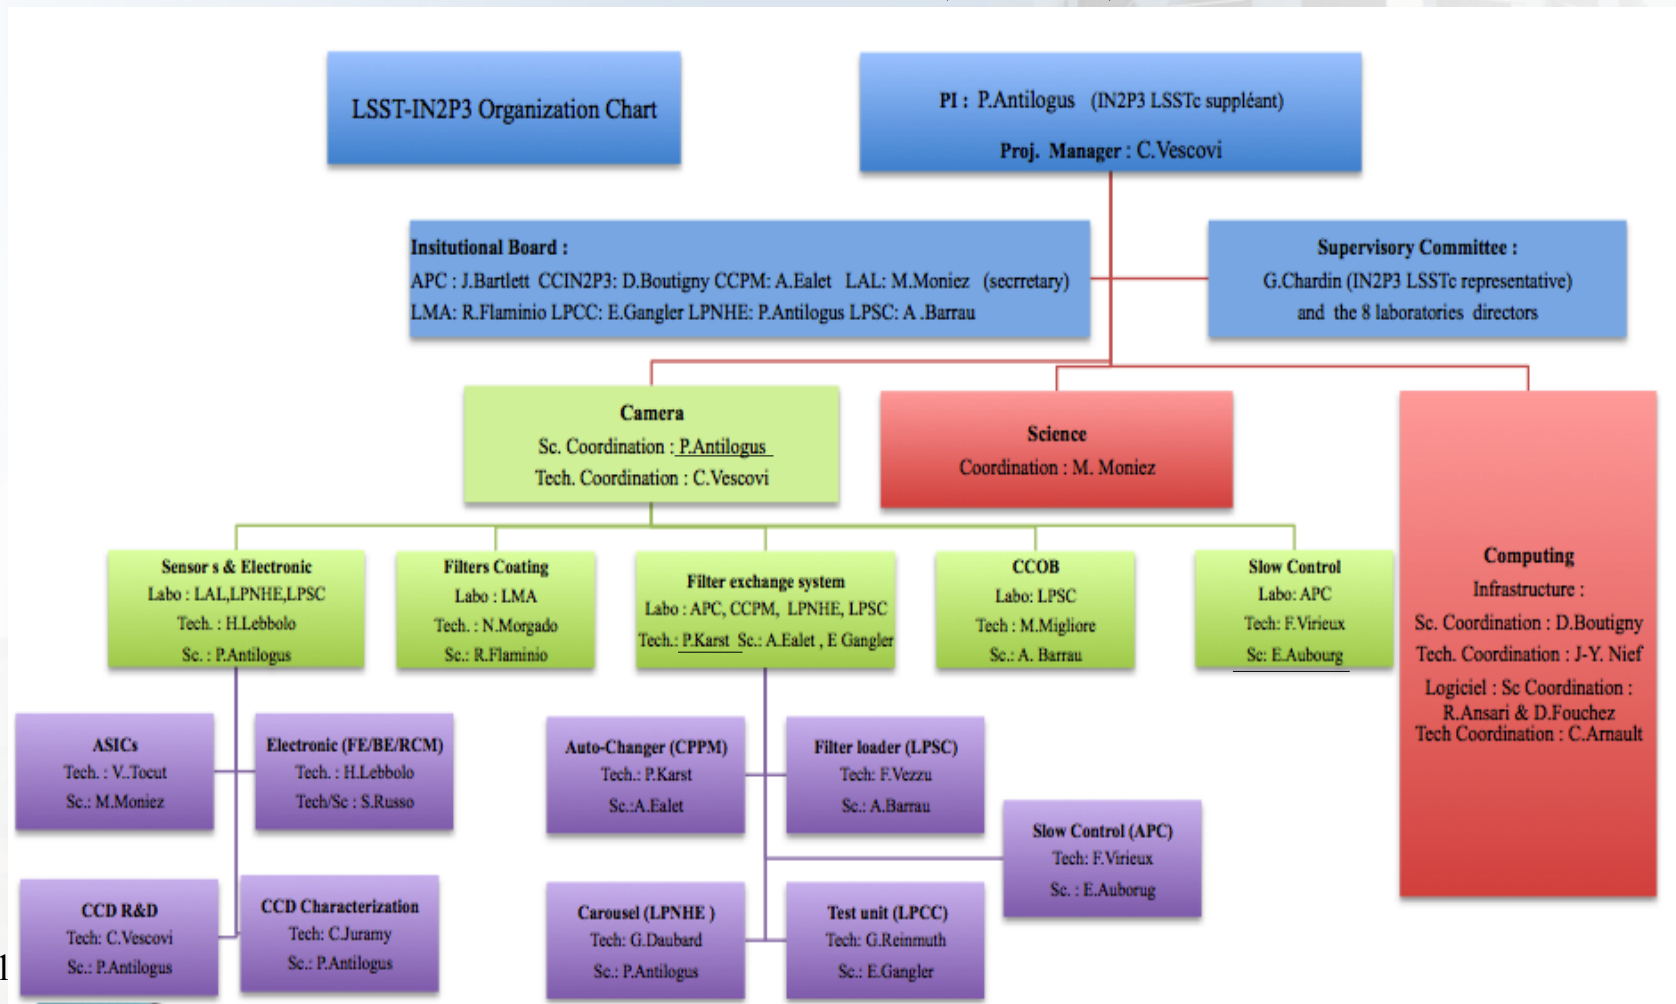 LSST-IN2P3 Organization Chart
PI : P.Antilogus (IN2P3 LSSTc suppléant)
Proj. Manager : C.Vescovi
Insitutional Board :
APC : J.Bartlett CCIN2P3: D.Boutigny CCPM: A.Ealet LAL: M.Moniez (secrretary)
LMA: R.Flaminio LPCC: E.Gangler LPNHE: P.Antilogus LPSC: A .Barrau
Supervisory Committee :
G.Chardin (IN2P3 LSSTc representative)
and the 8 laboratories directors
Camera
Sc. Coordination : P.Antilogus
Tech. Coordination : C.Vescovi
Science
Coordination : M. Moniez
Computing
Infrastructure :
Sc. Coordination : D.Boutigny
Tech. Coordination : J-Y. Nief
Logiciel : Sc Coordination :
R.Ansari & D.Fouchez
Tech Coordination : C.Arnault
Sensor s & Electronic
Labo : LAL,LPNHE,LPSC
Tech. : H.Lebbolo
Sc. : P.Antilogus
Filters Coating
Labo : LMA
Tech. : N.Morgado
Sc.: R.Flaminio
Filter exchange system
Labo : APC, CCPM, LPNHE, LPSC
Tech.: P.Karst Sc.: A.Ealet , E Gangler
CCOB
Labo: LPSC
Tech : M.Migliore
Sc.: A. Barrau
Slow Control
Labo: APC
Tech: F.Virieux
Sc: E.Aubourg
ASICs
Tech. : V..Tocut
Sc.: M.Moniez
Electronic (FE/BE/RCM)
Tech. : H.Lebbolo
Tech/Sc : S.Russo
Auto-Changer (CPPM)
Tech.: P.Karst
Sc.:A.Ealet
Filter loader (LPSC)
Tech: F.Vezzu
Sc.: A.Barrau
Slow Control (APC)
Tech: F.Virieux
Sc. : E.Auborug
CCD R&D
Tech: C.Vescovi
Sc.: P.Antilogus
CCD Characterization
Tech: C.Juramy
Sc.: P.Antilogus
Carousel (LPNHE )
Tech: G.Daubard
Sc.: P.Antilogus
Test unit (LPCC)
Tech: G.Reinmuth
Sc.: E.Gangler
1